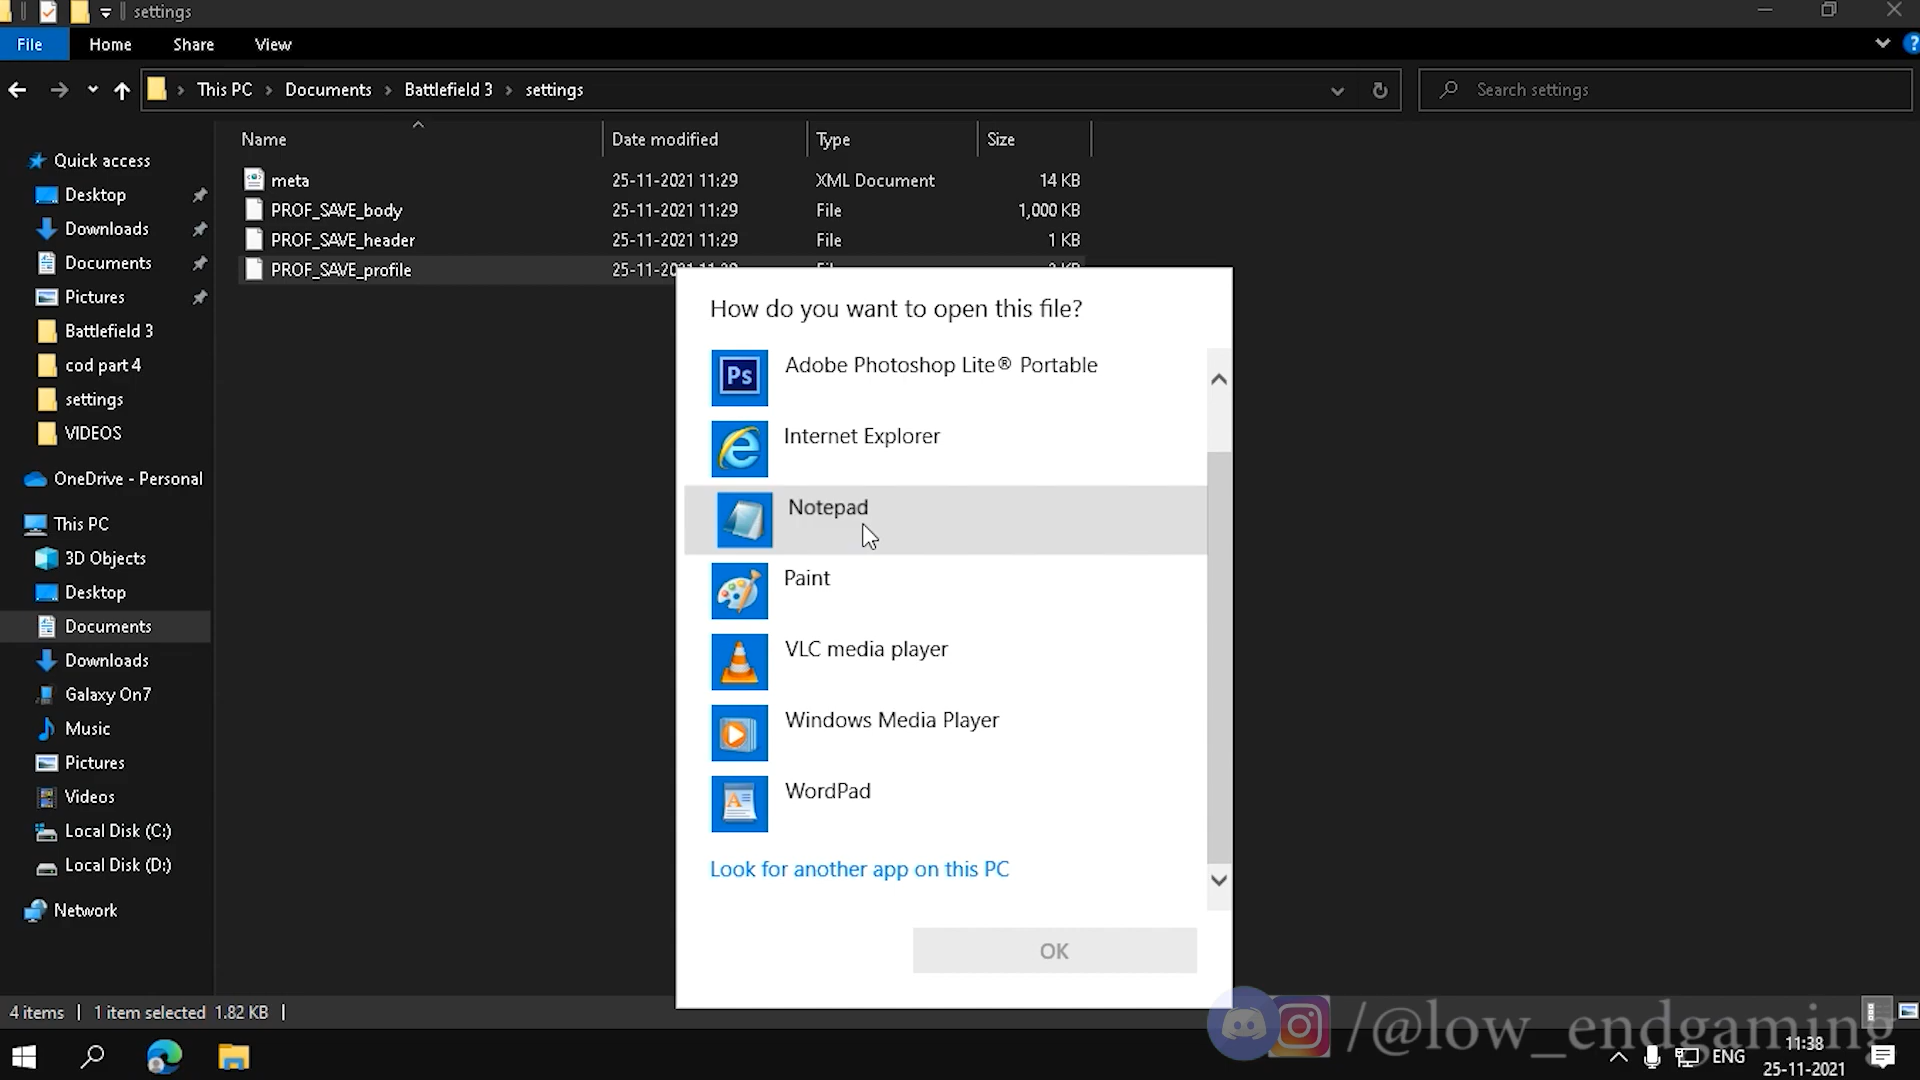 settings
File Home Share View
This PC Documents Battlefield 3 settings
Search settings
Name Date modified Type Size
meta 25-11-2021 11:29 XML Document 14 KB
PROF_SAVE_body 25-11-2021 11:29 File 1,000 KB
PROF_SAVE_header 25-11-2021 11:29 File 1 KB
PROF_SAVE_profile
Quick access
Desktop
Downloads
Documents
Pictures
Battlefield 3
cod part 4
settings
VIDEOS
OneDrive - Personal
This PC
3D Objects
Desktop
Documents
Downloads
Galaxy On7
Music
Pictures
Videos
Local Disk (C:)
Local Disk (D:)
Network
How do you want to open this file?
Ps
Adobe Photoshop Lite® Portable
Internet Explorer
Notepad
Paint
VLC media player
Windows Media Player
WordPad
Look for another app on this PC
OK
4 items 1 item selected 1.82 KB
/@low_endgaming
ENG
11:38
25-11-2021